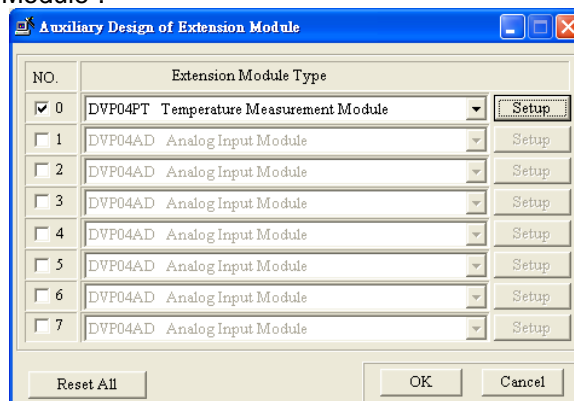 Module .
Auxiliary Design of Extension Module
NO. Extension Module Type
0 DVP04PT Temperature Measurement Module Setup
1 DVP04AD Analog Input Module Setup
2 DVP04AD Analog Input Module Setup
3 DVP04AD Analog Input Module Setup
4 DVP04AD Analog Input Module Setup
5 DVP04AD Analog Input Module Setup
6 DVP04AD Analog Input Module Setup
7 DVP04AD Analog Input Module Setup
Reset All OK Cancel